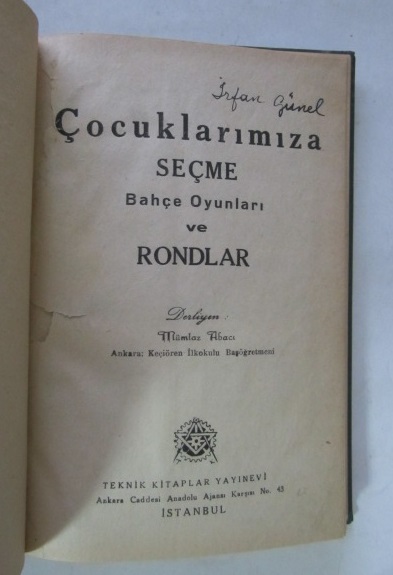 İrfan Günel
Çocuklarımıza
SEÇME
Bahçe Oyunları
ve
RONDLAR
Derliyen :
Mümtaz Abacı
Ankara: Keçiören İlkokulu Başöğretmeni
TEKNİK KİTAPLAR YAYINEVİ
Ankara Caddesi Anadolu Ajansı Karşısı No. 45
İSTANBUL